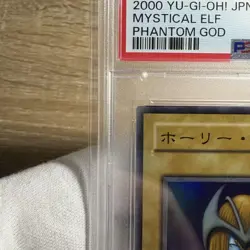 2000 YU-GI-OH! JPN
MYSTICAL ELF
PHANTOM GOD
ホーリー・